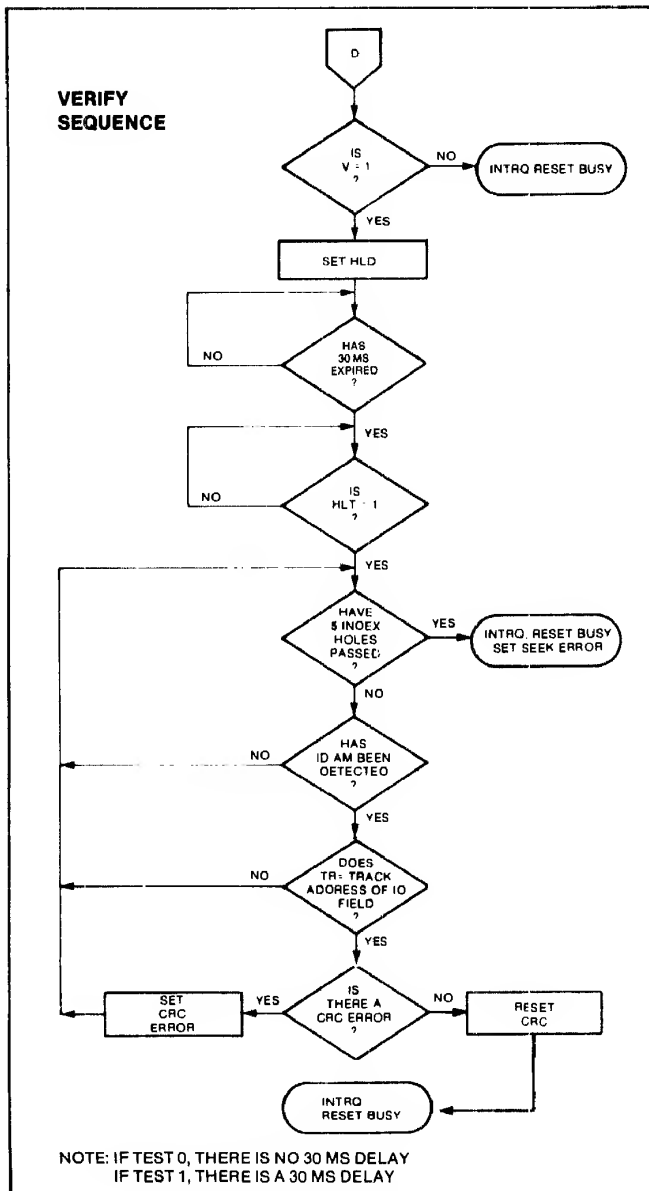 D
VERIFY
SEQUENCE
IS
V = 1
?
NO
INTRQ RESET BUSY
YES
SET HLD
HAS
30 MS
EXPIRED
?
NO
YES
IS
HLT = 1
?
NO
YES
HAVE
5 INDEX
HOLES
PASSED
?
YES
INTRQ, RESET BUSY
SET SEEK ERROR
NO
HAS
ID AM BEEN
DETECTED
?
NO
YES
DOES
TR = TRACK
ADDRESS OF ID
FIELD
?
NO
YES
IS
THERE A
CRC ERROR
?
YES
SET
CRC
ERROR
NO
RESET
CRC
INTRQ
RESET BUSY
NOTE: IF TEST 0, THERE IS NO 30 MS DELAY
IF TEST 1, THERE IS A 30 MS DELAY